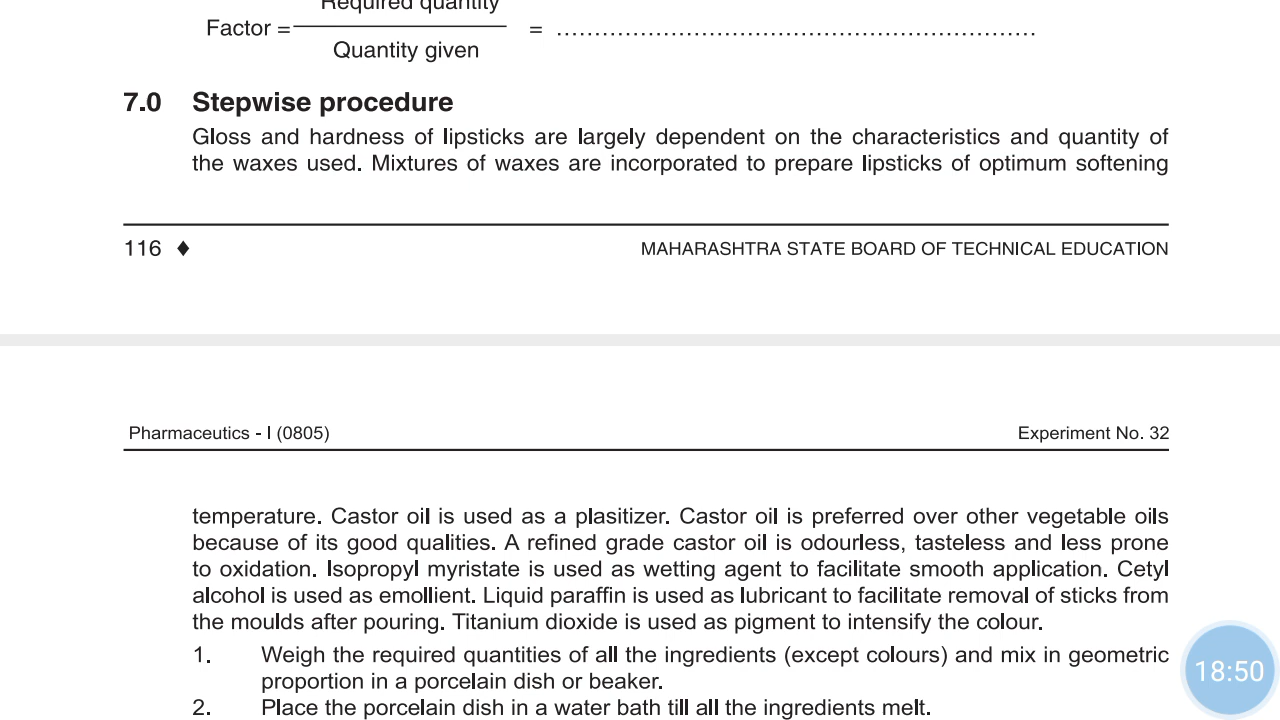 Required quantity
Factor = = ................................................................
Quantity given
7.0 Stepwise procedure
Gloss and hardness of lipsticks are largely dependent on the characteristics and quantity of
the waxes used. Mixtures of waxes are incorporated to prepare lipsticks of optimum softening
116 ♦ MAHARASHTRA STATE BOARD OF TECHNICAL EDUCATION
Pharmaceutics - I (0805) Experiment No. 32
temperature. Castor oil is used as a plasitizer. Castor oil is preferred over other vegetable oils
because of its good qualities. A refined grade castor oil is odourless, tasteless and less prone
to oxidation. Isopropyl myristate is used as wetting agent to facilitate smooth application. Cetyl
alcohol is used as emollient. Liquid paraffin is used as lubricant to facilitate removal of sticks from
the moulds after pouring. Titanium dioxide is used as pigment to intensify the colour.
1. Weigh the required quantities of all the ingredients (except colours) and mix in geometric
proportion in a porcelain dish or beaker.
2. Place the porcelain dish in a water bath till all the ingredients melt.
18:50